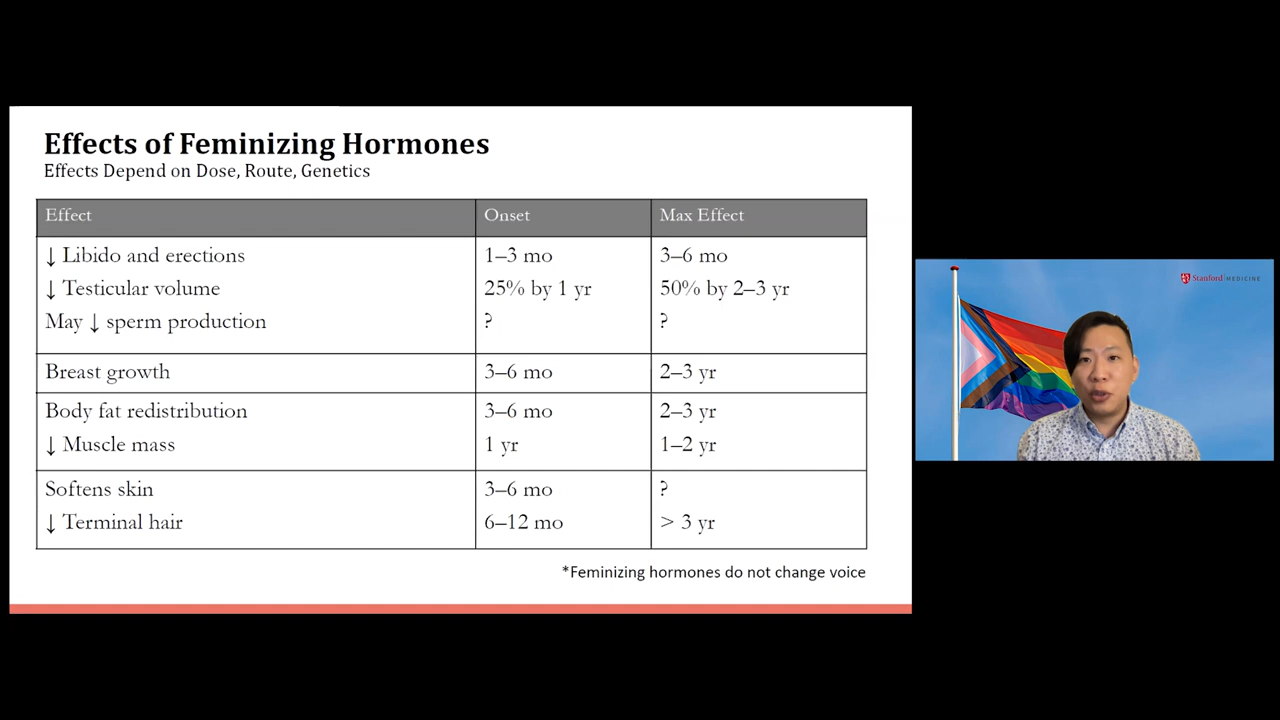 Effects of Feminizing Hormones
Effects Depend on Dose, Route, Genetics
Effect Onset Max Effect
↓ Libido and erections 1–3 mo 3–6 mo
↓ Testicular volume 25% by 1 yr 50% by 2–3 yr
May ↓ sperm production ? ?
Breast growth 3–6 mo 2–3 yr
Body fat redistribution 3–6 mo 2–3 yr
↓ Muscle mass 1 yr 1–2 yr
Softens skin 3–6 mo ?
↓ Terminal hair 6–12 mo > 3 yr
*Feminizing hormones do not change voice
Stanford MEDICINE